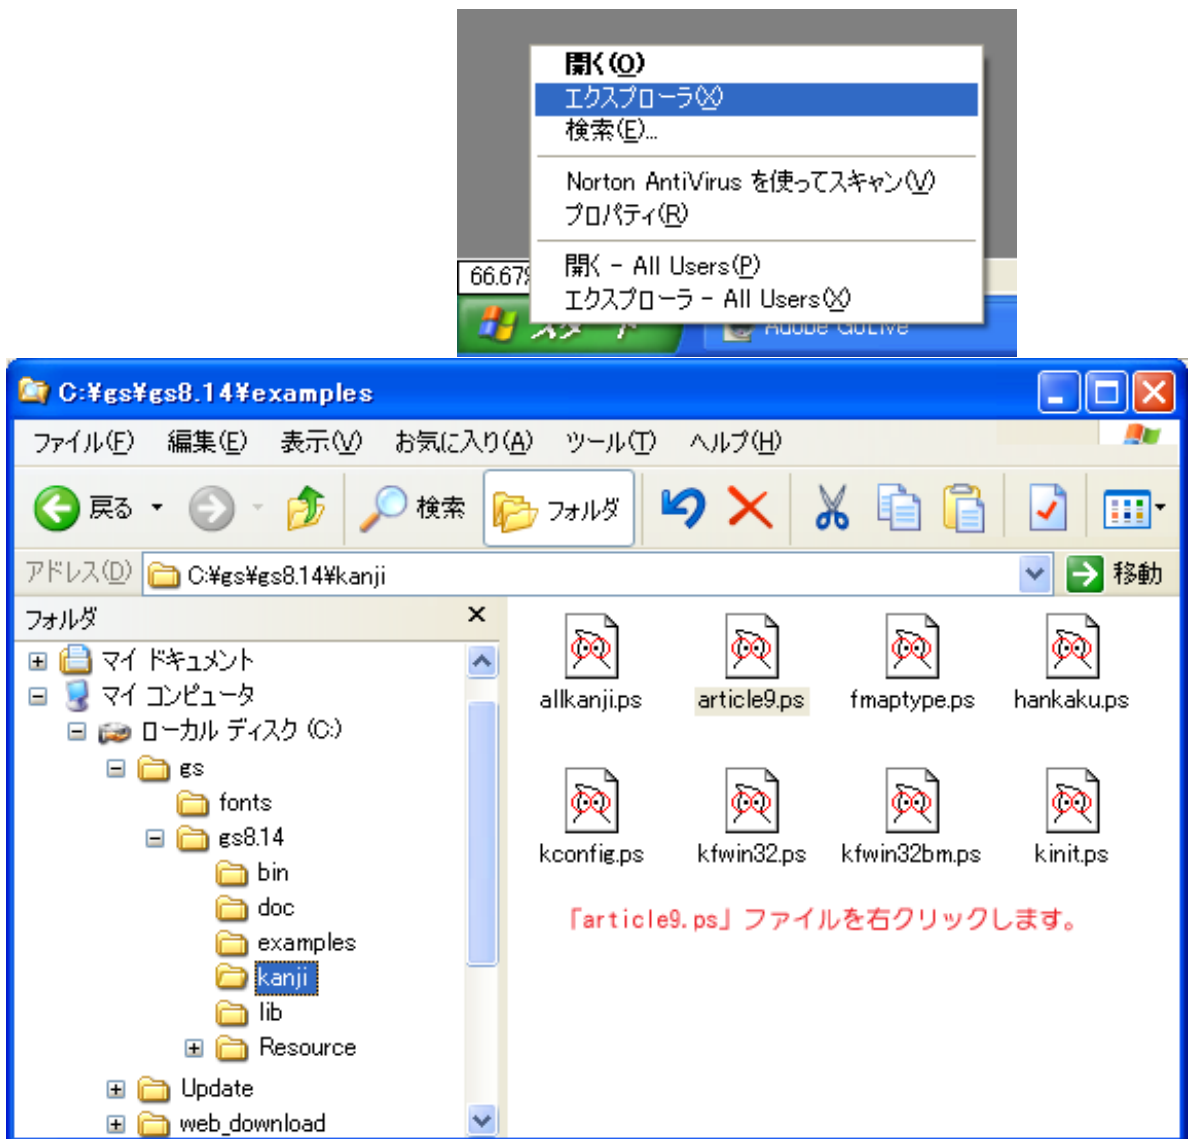 開く(O)
エクスプローラ(X)
検索(E)...
Norton AntiVirus を使ってスキャン(V)
プロパティ(R)
開く - All Users(P)
エクスプローラ - All Users(X)
66.67%
スタート
Adobe GoLive
C:¥gs¥gs8.14¥examples
ファイル(F) 編集(E) 表示(V) お気に入り(A) ツール(T) ヘルプ(H)
戻る 検索 フォルダ
アドレス(D) C:¥gs¥gs8.14¥kanji 移動
フォルダ
マイ ドキュメント
マイ コンピュータ
ローカル ディスク (C:)
gs
fonts
gs8.14
bin
doc
examples
kanji
lib
Resource
Update
web_download
allkanji.ps article9.ps fmaptype.ps hankaku.ps
kconfig.ps kfwin32.ps kfwin32bm.ps kinit.ps
「article9.ps」ファイルを右クリックします。